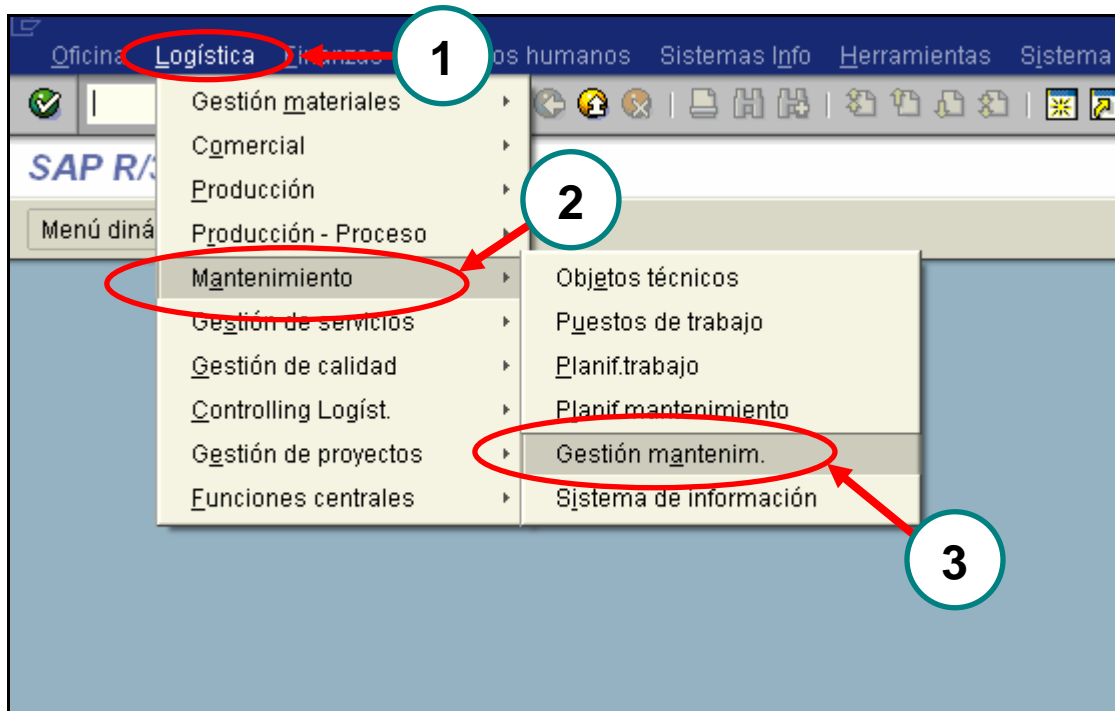 Oficina Logística Finanzas os humanos Sistemas Info Herramientas Sistema
1
SAP R/3
Menú diná
Gestión materiales
Comercial
Producción
Producción - Proceso
Mantenimiento
Gestión de servicios
Gestión de calidad
Controlling Logíst.
Gestión de proyectos
Funciones centrales
2
Objetos técnicos
Puestos de trabajo
Planif.trabajo
Planif.mantenimiento
Gestión mantenim.
Sistema de información
3